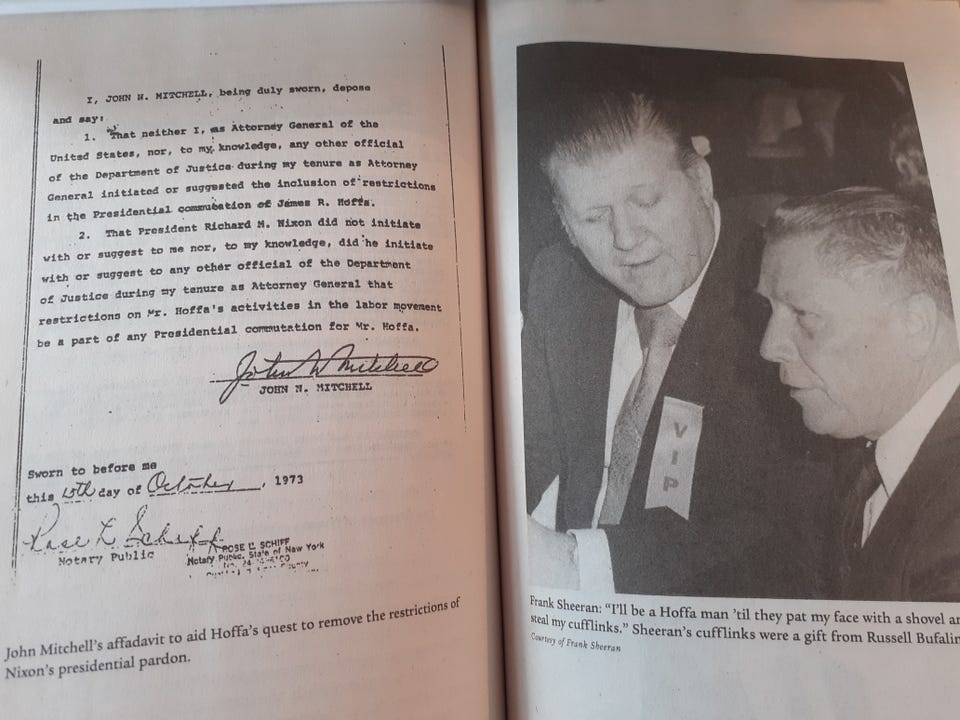 I, JOHN N. MITCHELL, being duly sworn, depose
and say:
1. That neither I, as Attorney General of the
United States, nor, to my knowledge, any other official
of the Department of Justice during my tenure as Attorney
General initiated or suggested the inclusion of restrictions
in the Presidential commutation of James R. Hoffa.
2. That President Richard M. Nixon did not initiate
with or suggest to me nor, to my knowledge, did he initiate
with or suggest to any other official of the Department
of Justice during my tenure as Attorney General that
restrictions on Mr. Hoffa's activities in the labor movement
be a part of any Presidential commutation for Mr. Hoffa.
John N Mitchell
JOHN N. MITCHELL
Sworn to before me
this day of October, 1973
Rose L Schiff
Notary Public
ROSE L. SCHIFF
Notary Public, State of New York
John Mitchell's affadavit to aid Hoffa's quest to remove the restrictions of
Nixon's presidential pardon.
VIP
Frank Sheeran: "I'll be a Hoffa man 'til they pat my face with a shovel
steal my cufflinks." Sheeran's cufflinks were a gift from Russell
Courtesy of Frank Sheeran